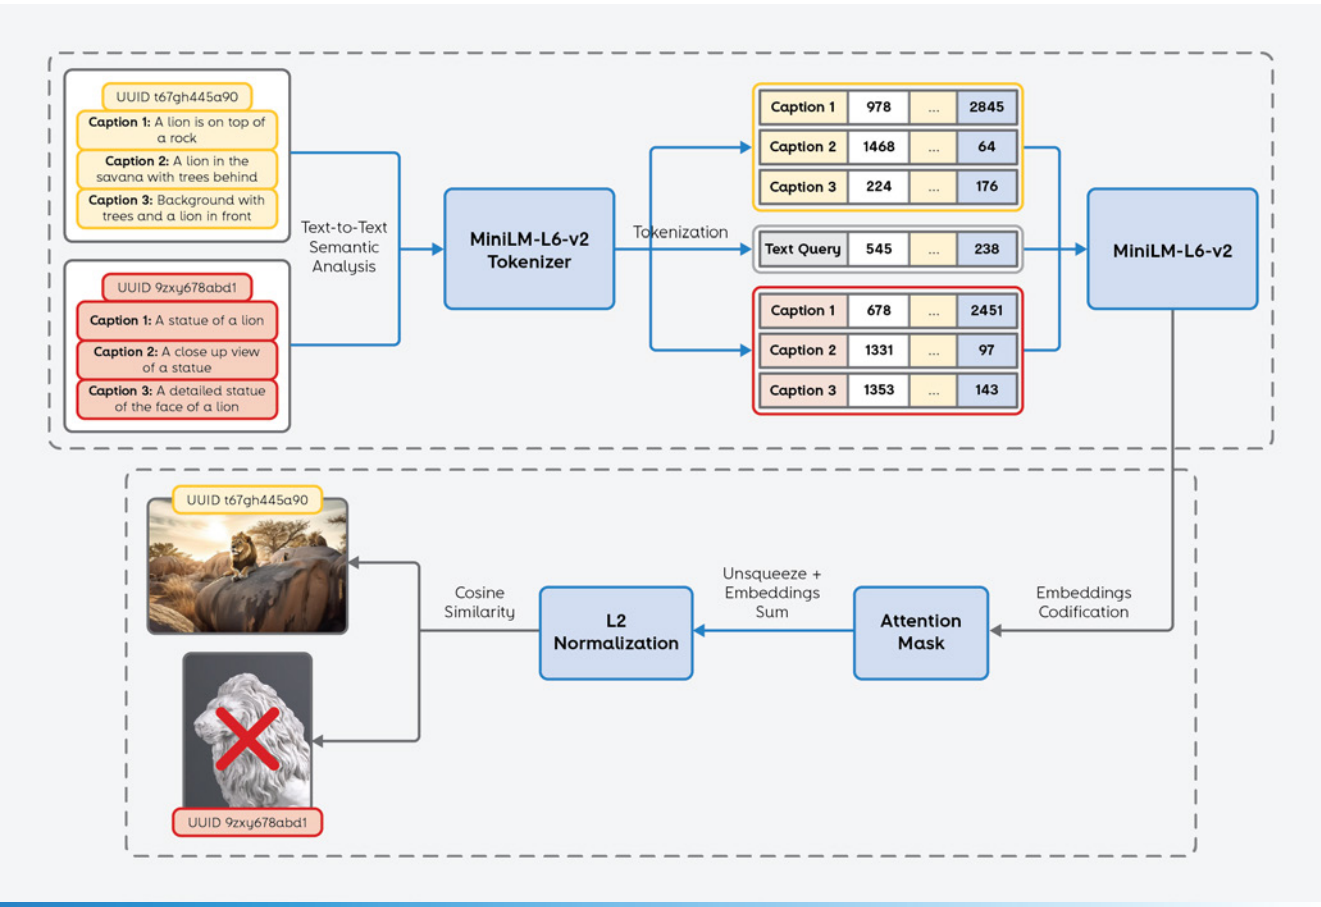 UUID t67gh445a90
Caption 1: A lion is on top of
a rock
Caption 2: A lion in the
savana with trees behind
Caption 3: Background with
trees and a lion in front
UUID 9zxy678abd1
Caption 1: A statue of a lion
Caption 2: A close up view
of a statue
Caption 3: A detailed statue
of the face of a lion
Text-to-Text
Semantic
Analysis
MiniLM-L6-v2
Tokenizer
Tokenization
Caption 1 978 ... 2845
Caption 2 1468 ... 64
Caption 3 224 ... 176
Text Query 545 ... 238
Caption 1 678 ... 2451
Caption 2 1331 ... 97
Caption 3 1353 ... 143
MiniLM-L6-v2
Embeddings
Codification
Attention
Mask
Unsqueeze +
Embeddings
Sum
L2
Normalization
Cosine
Similarity
UUID t67gh445a90
UUID 9zxy678abd1